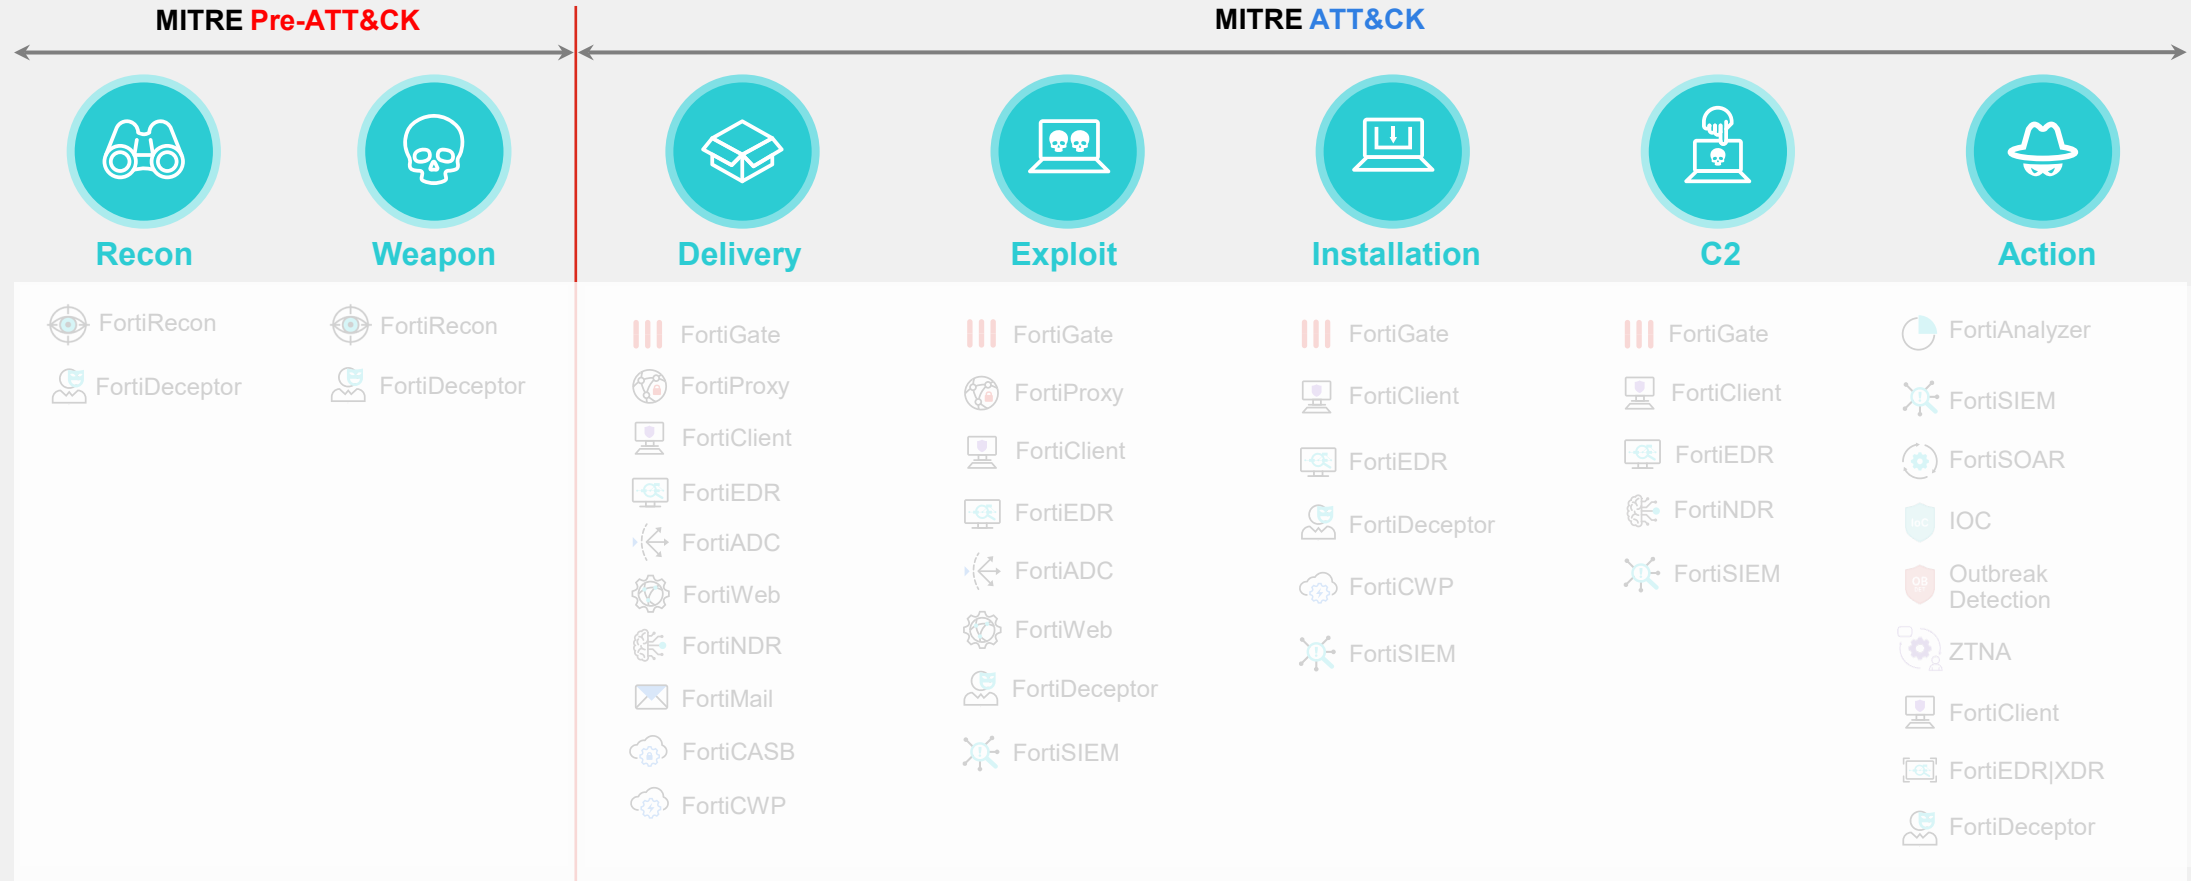 MITRE Pre-ATT&CK
MITRE ATT&CK
Recon
Weapon
Delivery
Exploit
Installation
C2
Action
FortiRecon
FortiDeceptor
FortiRecon
FortiDeceptor
FortiGate
FortiProxy
FortiClient
FortiEDR
FortiADC
FortiWeb
FortiNDR
FortiMail
FortiCASB
FortiCWP
FortiGate
FortiProxy
FortiClient
FortiEDR
FortiADC
FortiWeb
FortiDeceptor
FortiSIEM
FortiGate
FortiClient
FortiEDR
FortiDeceptor
FortiCWP
FortiSIEM
FortiGate
FortiClient
FortiEDR
FortiNDR
FortiSIEM
FortiAnalyzer
FortiSIEM
FortiSOAR
IoC
IOC
OB
Outbreak
Detection
ZTNA
FortiClient
FortiEDR|XDR
FortiDeceptor